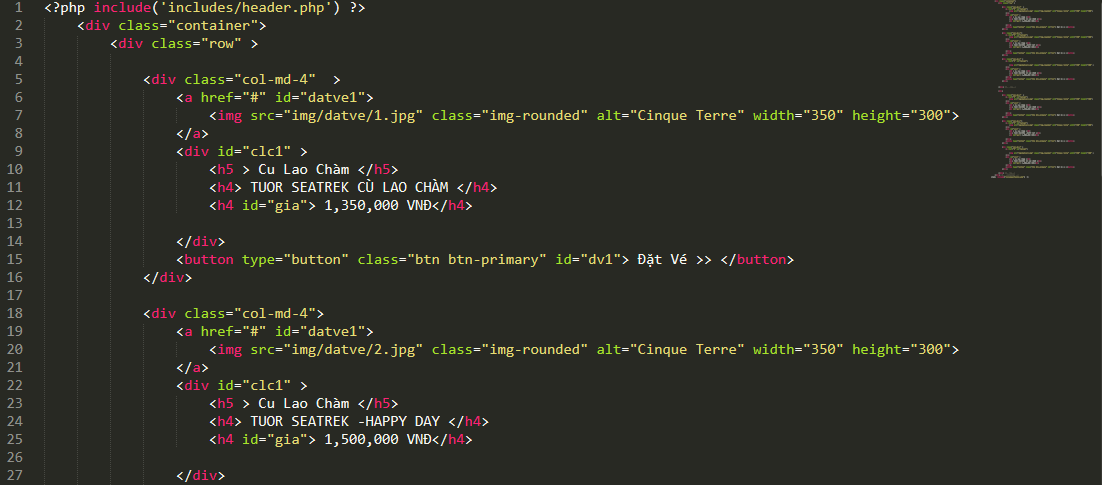 1 <?php include('includes/header.php') ?>
2 <div class="container">
3 <div class="row" >
4
5 <div class="col-md-4"  >
6 <a href="#" id="datve1">
7 <img src="img/datve/1.jpg" class="img-rounded" alt="Cinque Terre" width="350" height="300">
8 </a>
9 <div id="clc1" >
10 <h5 > Cu Lao Chàm </h5>
11 <h4> TUOR SEATREK CÙ LAO CHÀM </h4>
12 <h4 id="gia"> 1,350,000 VNĐ</h4>
13
14 </div>
15 <button type="button" class="btn btn-primary" id="dv1"> Đặt Vé >> </button>
16 </div>
17
18 <div class="col-md-4">
19 <a href="#" id="datve1">
20 <img src="img/datve/2.jpg" class="img-rounded" alt="Cinque Terre" width="350" height="300">
21 </a>
22 <div id="clc1" >
23 <h5 > Cu Lao Chàm </h5>
24 <h4> TUOR SEATREK -HAPPY DAY </h4>
25 <h4 id="gia"> 1,500,000 VNĐ</h4>
26
27 </div>